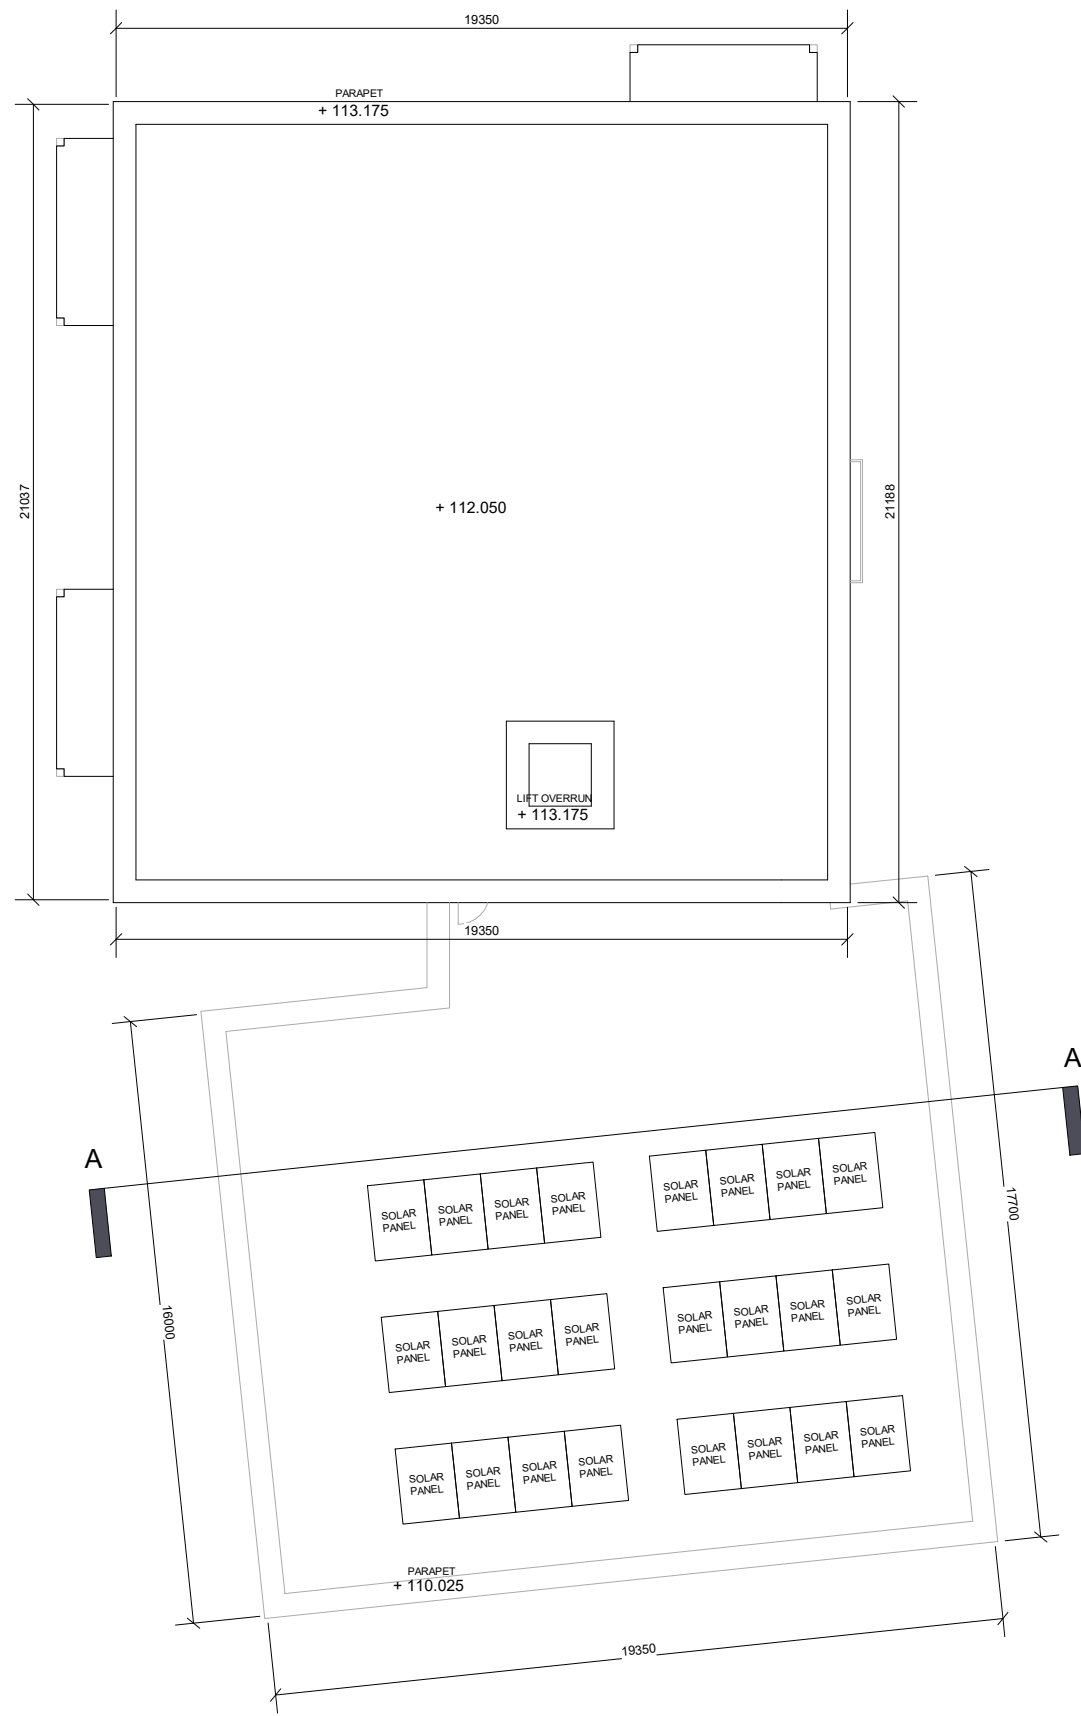 19350
PARAPET
+ 113.175
21037
+ 112.050
21188
LIFT OVERRUN
+ 113.175
19350
A
A
SOLAR
PANEL
SOLAR
PANEL
SOLAR
PANEL
SOLAR
PANEL
SOLAR
PANEL
SOLAR
PANEL
SOLAR
PANEL
SOLAR
PANEL
17700
16000
SOLAR
PANEL
SOLAR
PANEL
SOLAR
PANEL
SOLAR
PANEL
SOLAR
PANEL
SOLAR
PANEL
SOLAR
PANEL
SOLAR
PANEL
SOLAR
PANEL
SOLAR
PANEL
SOLAR
PANEL
SOLAR
PANEL
SOLAR
PANEL
SOLAR
PANEL
SOLAR
PANEL
SOLAR
PANEL
PARAPET
+ 110.025
19350